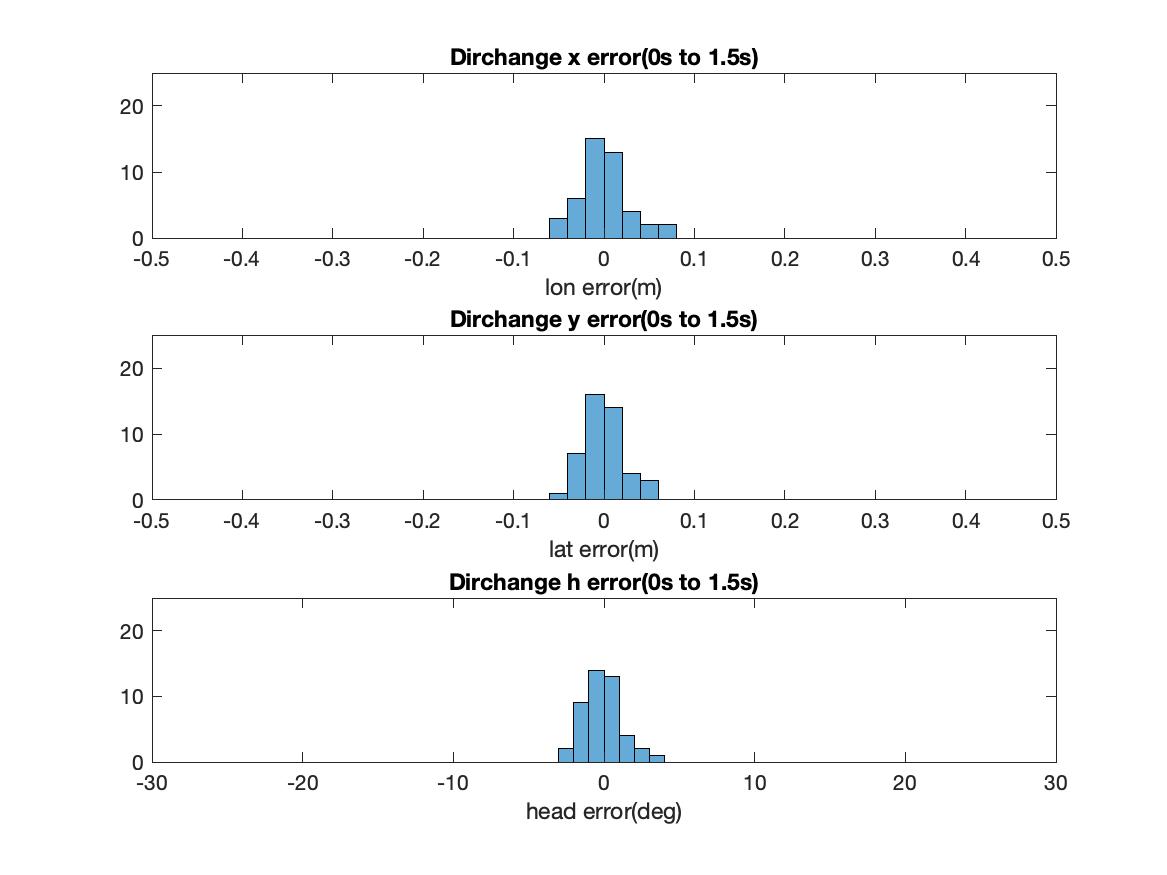 Dirchange x error(0s to 1.5s)
20
10
0
-0.5 -0.4 -0.3 -0.2 -0.1 0 0.1 0.2 0.3 0.4 0.5
lon error(m)
Dirchange y error(0s to 1.5s)
20
10
0
-0.5 -0.4 -0.3 -0.2 -0.1 0 0.1 0.2 0.3 0.4 0.5
lat error(m)
Dirchange h error(0s to 1.5s)
20
10
0
-30 -20 -10 0 10 20 30
head error(deg)